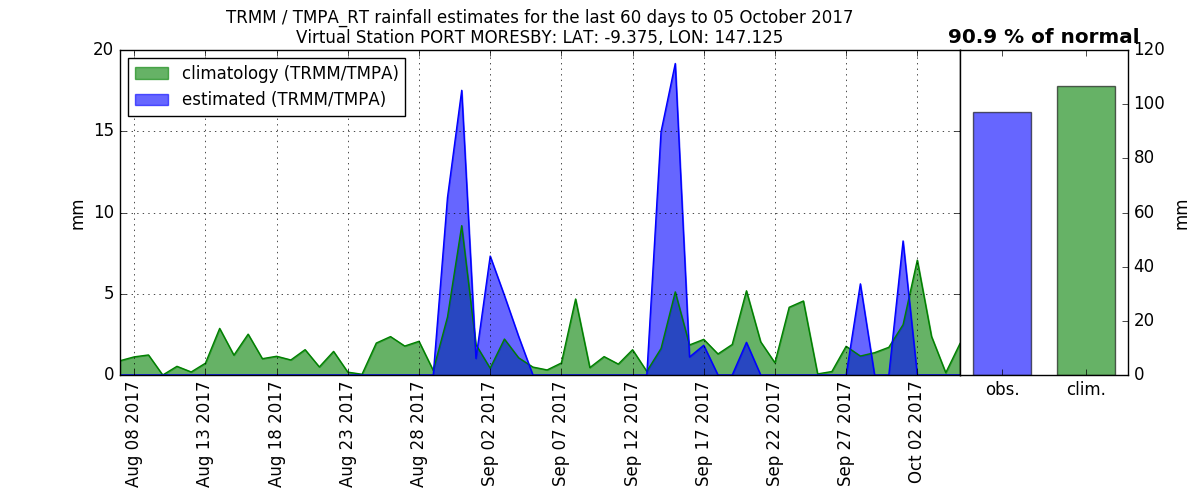 TRMM / TMPA_RT rainfall estimates for the last 60 days to 05 October 2017
Virtual Station PORT MORESBY: LAT: -9.375, LON: 147.125
90.9 % of normal
climatology (TRMM/TMPA)
estimated (TRMM/TMPA)
20
15
10
5
0
mm
120
100
80
60
40
20
0
mm
Aug 08 2017
Aug 13 2017
Aug 18 2017
Aug 23 2017
Aug 28 2017
Sep 02 2017
Sep 07 2017
Sep 12 2017
Sep 17 2017
Sep 22 2017
Sep 27 2017
Oct 02 2017
obs.
clim.